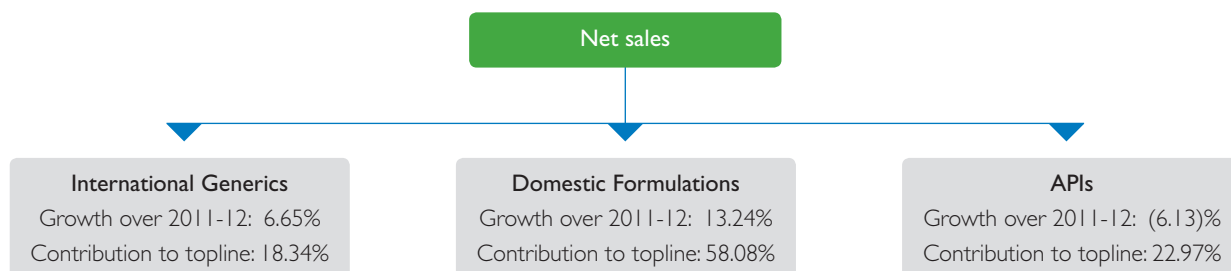 Net sales
International Generics
Growth over 2011-12: 6.65%
Contribution to topline: 18.34%
Domestic Formulations
Growth over 2011-12: 13.24%
Contribution to topline: 58.08%
APIs
Growth over 2011-12: (6.13)%
Contribution to topline: 22.97%